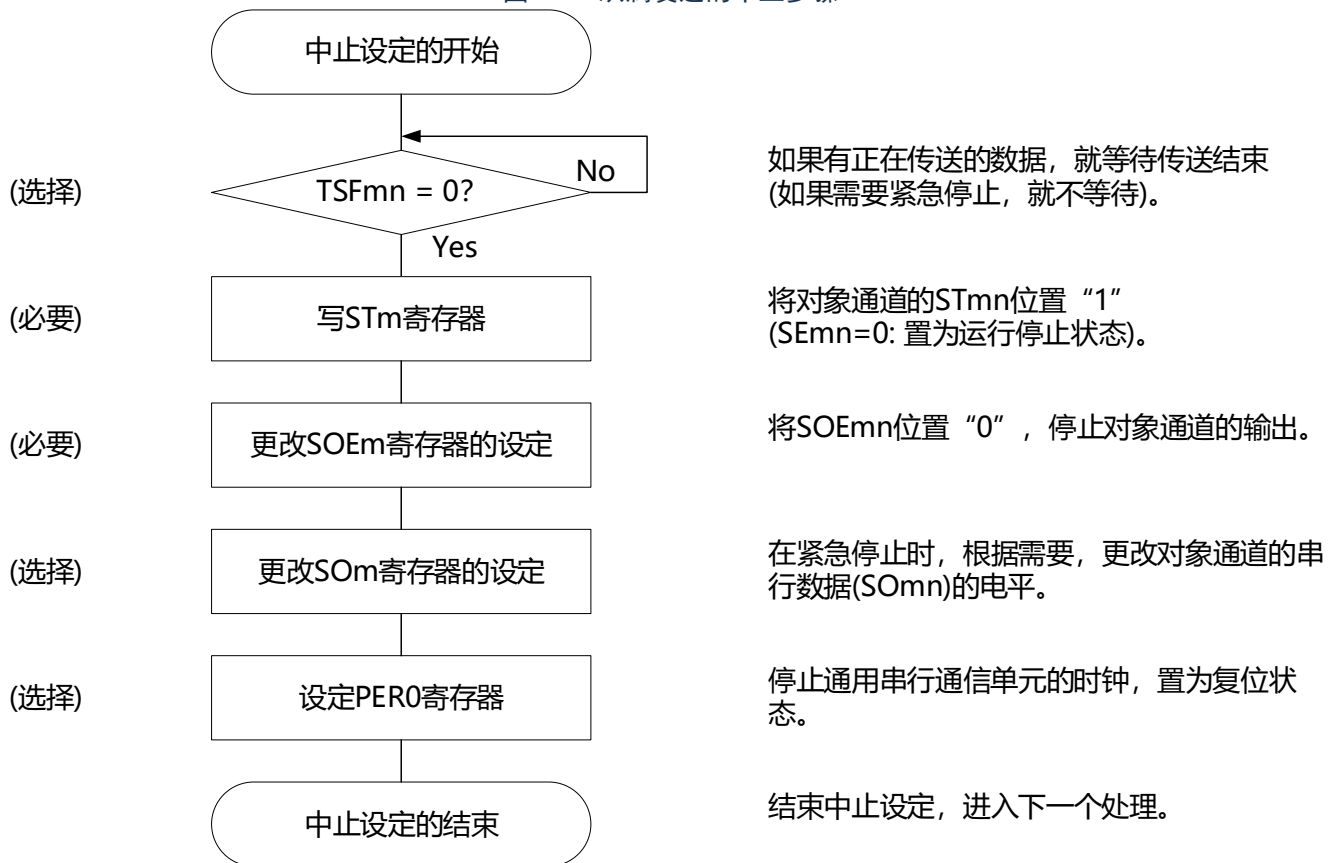 中止设定的开始
No
如果有正在传送的数据，就等待传送结束
(选择)
TSFmn = 0?
(如果需要紧急停止，就不等待)。
Yes
将对象通道的STmn位置“1”
(必要)
写STm寄存器
(SEmn=0: 置为运行停止状态)。
(必要)
更改SOEm寄存器的设定
将SOEmn位置“0”，停止对象通道的输出。
在紧急停止时，根据需要，更改对象通道的串
(选择)
更改SOm寄存器的设定
行数据(SOmn)的电平。
停止通用串行通信单元的时钟，置为复位状
(选择)
设定PER0寄存器
态。
中止设定的结束
结束中止设定，进入下一个处理。